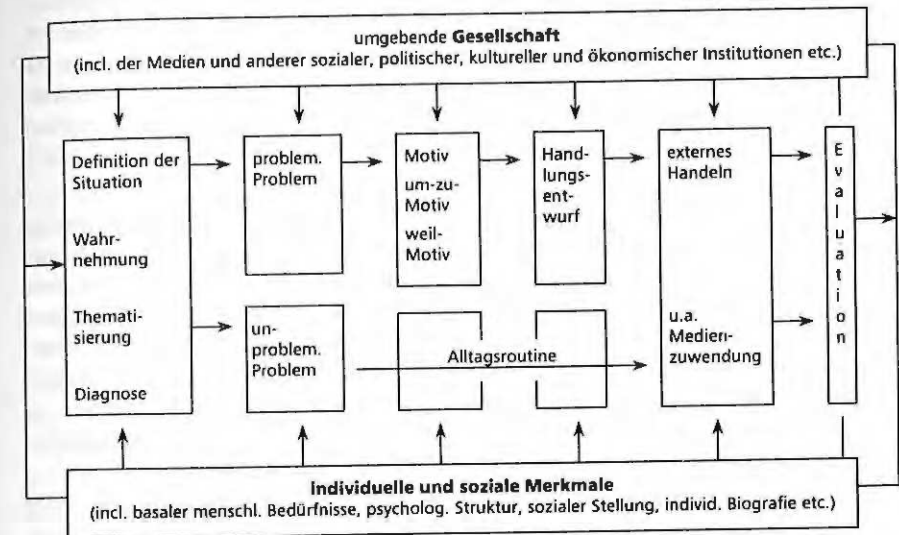 umgebende Gesellschaft
(incl. der Medien und anderer sozialer, politischer, kultureller und ökonomischer Institutionen etc.)
Definition der
Situation
Wahr-
nehmung
Themati-
sierung
Diagnose
problem.
Problem
un-
problem.
Problem
Motiv
um-zu-
Motiv
weil-
Motiv
Hand-
lungs-
ent-
wurf
Alltagsroutine
externes
Handeln
u.a.
Medien-
zuwendung
E
v
a
l
u
a
t
i
o
n
individuelle und soziale Merkmale
(incl. basaler menschl. Bedürfnisse, psycholog. Struktur, sozialer Stellung, individ. Biografie etc.)